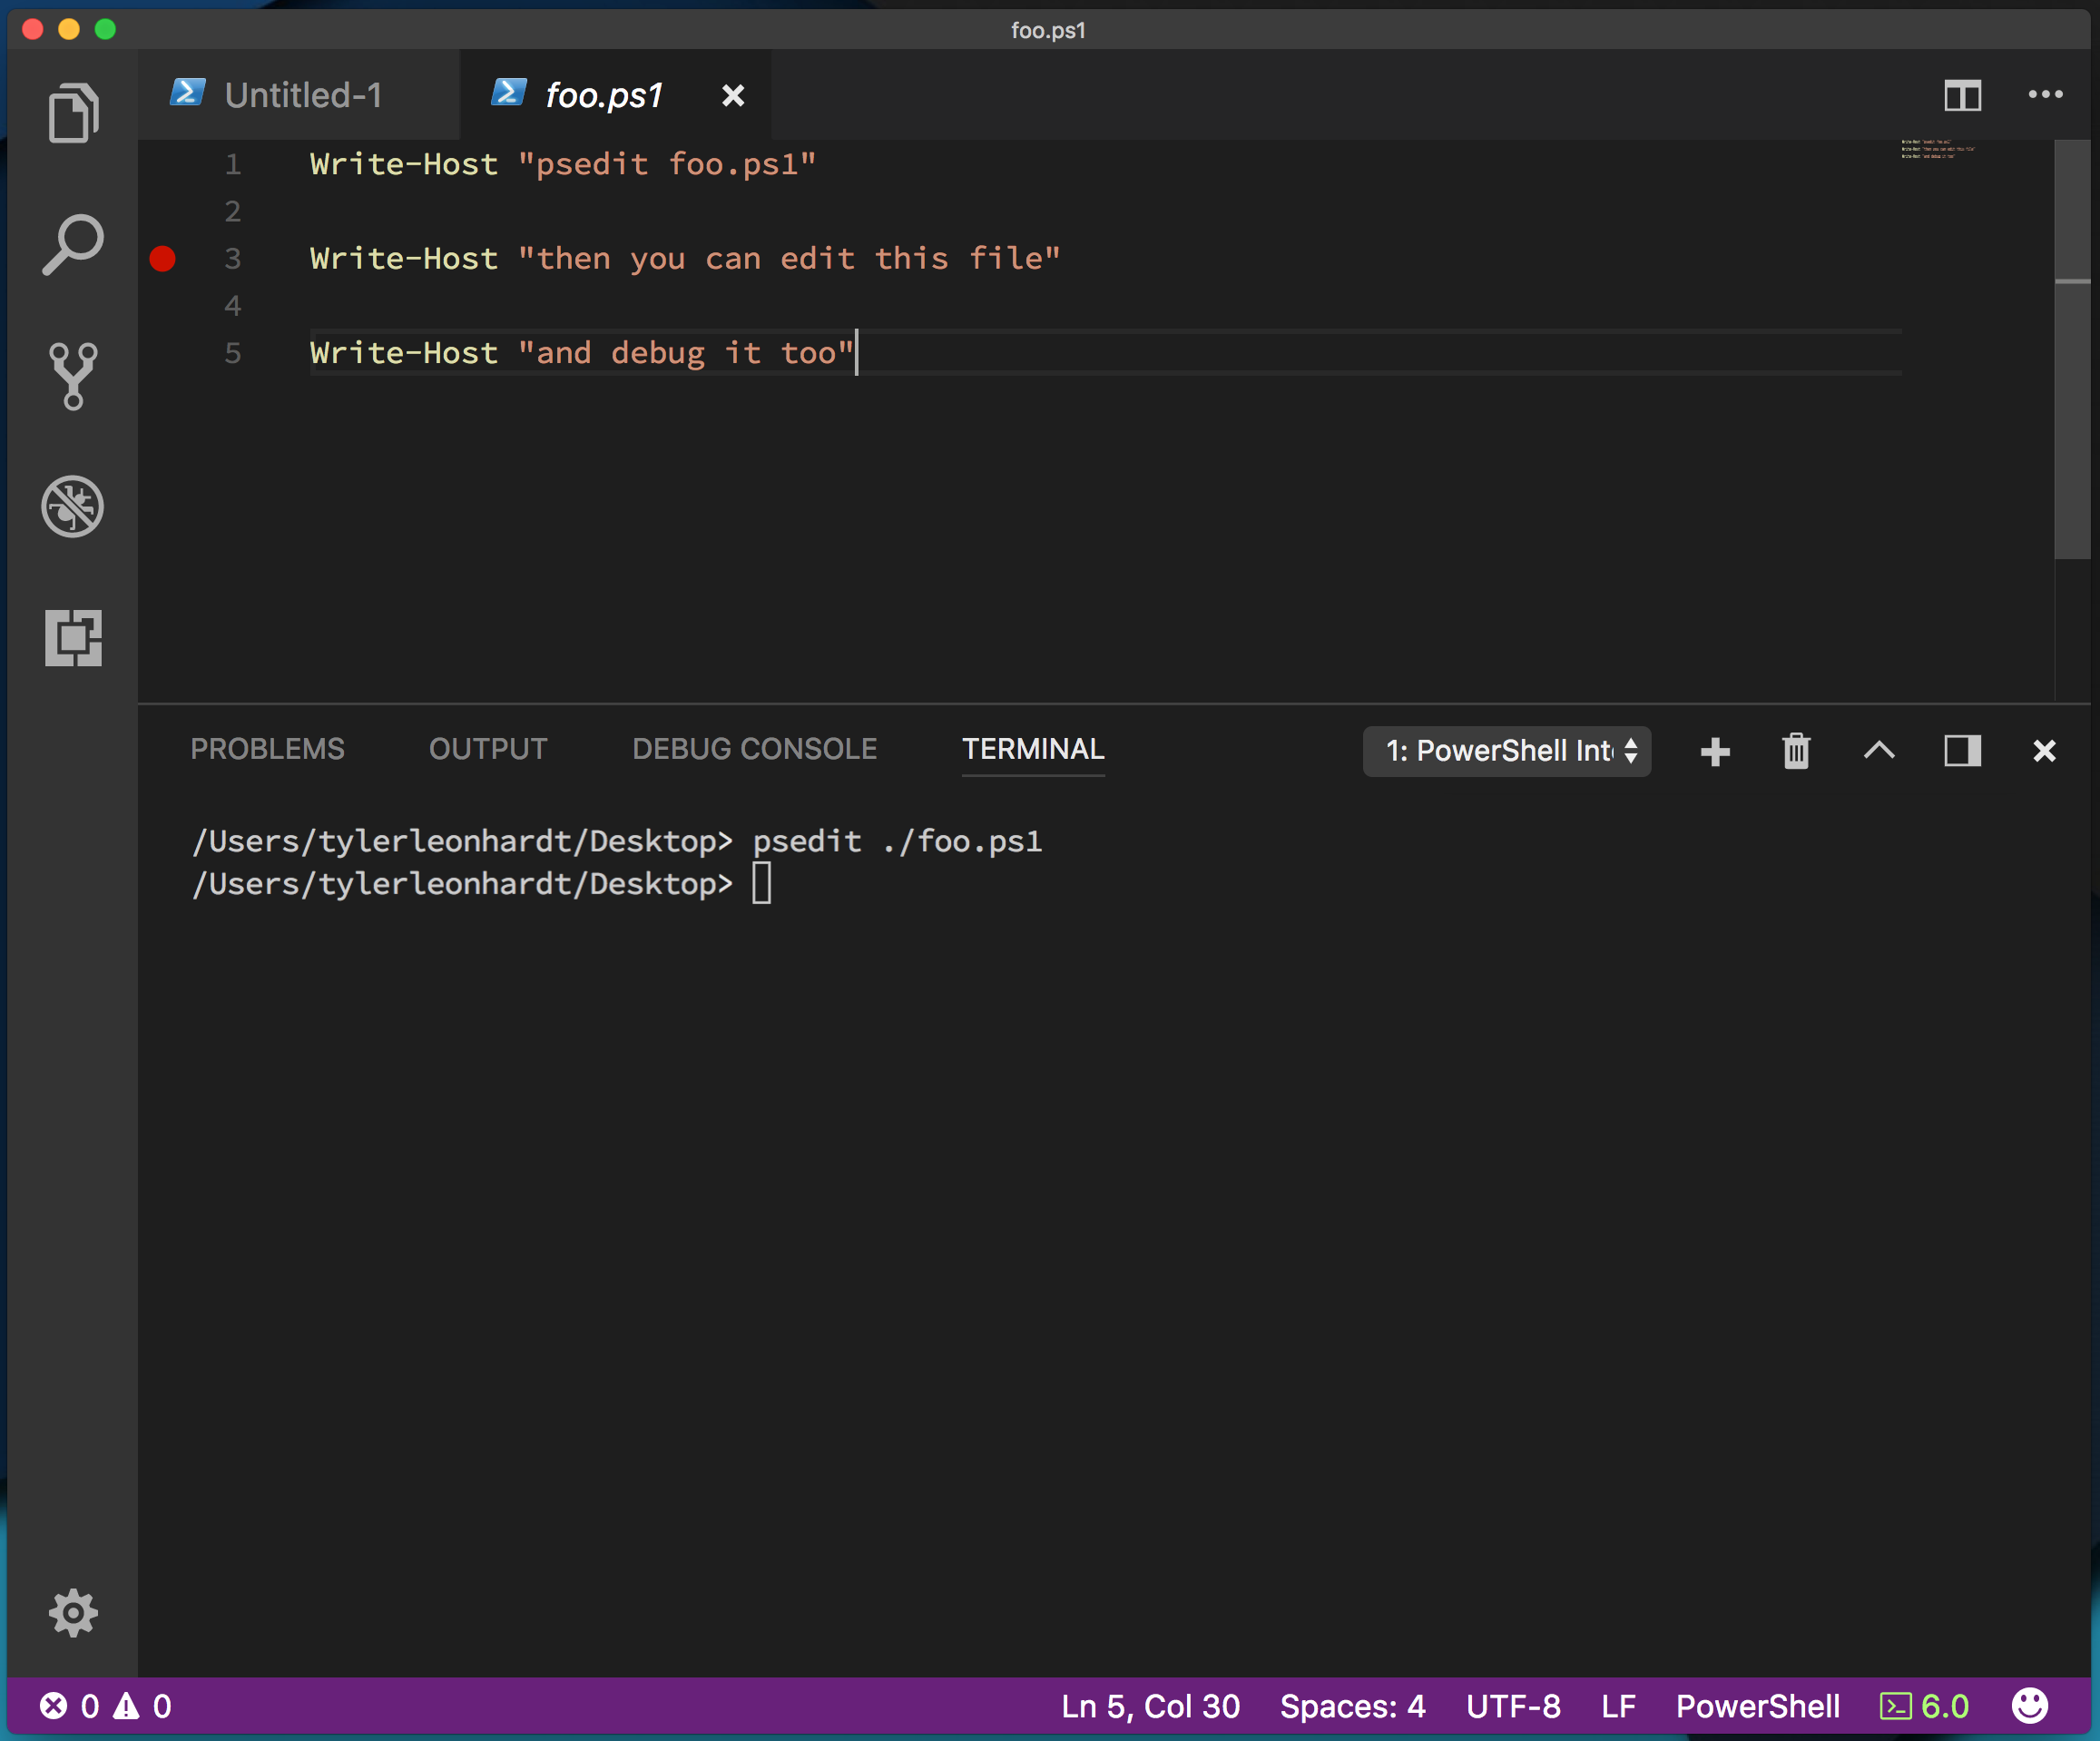 foo.ps1
Untitled-1
foo.ps1
1 Write-Host "psedit foo.ps1"
2
3 Write-Host "then you can edit this file"
4
5 Write-Host "and debug it too"
PROBLEMS OUTPUT DEBUG CONSOLE TERMINAL 1: PowerShell Int
/Users/tylerleonhardt/Desktop> psedit ./foo.ps1
/Users/tylerleonhardt/Desktop>
0 0 Ln 5, Col 30 Spaces: 4 UTF-8 LF PowerShell 6.0